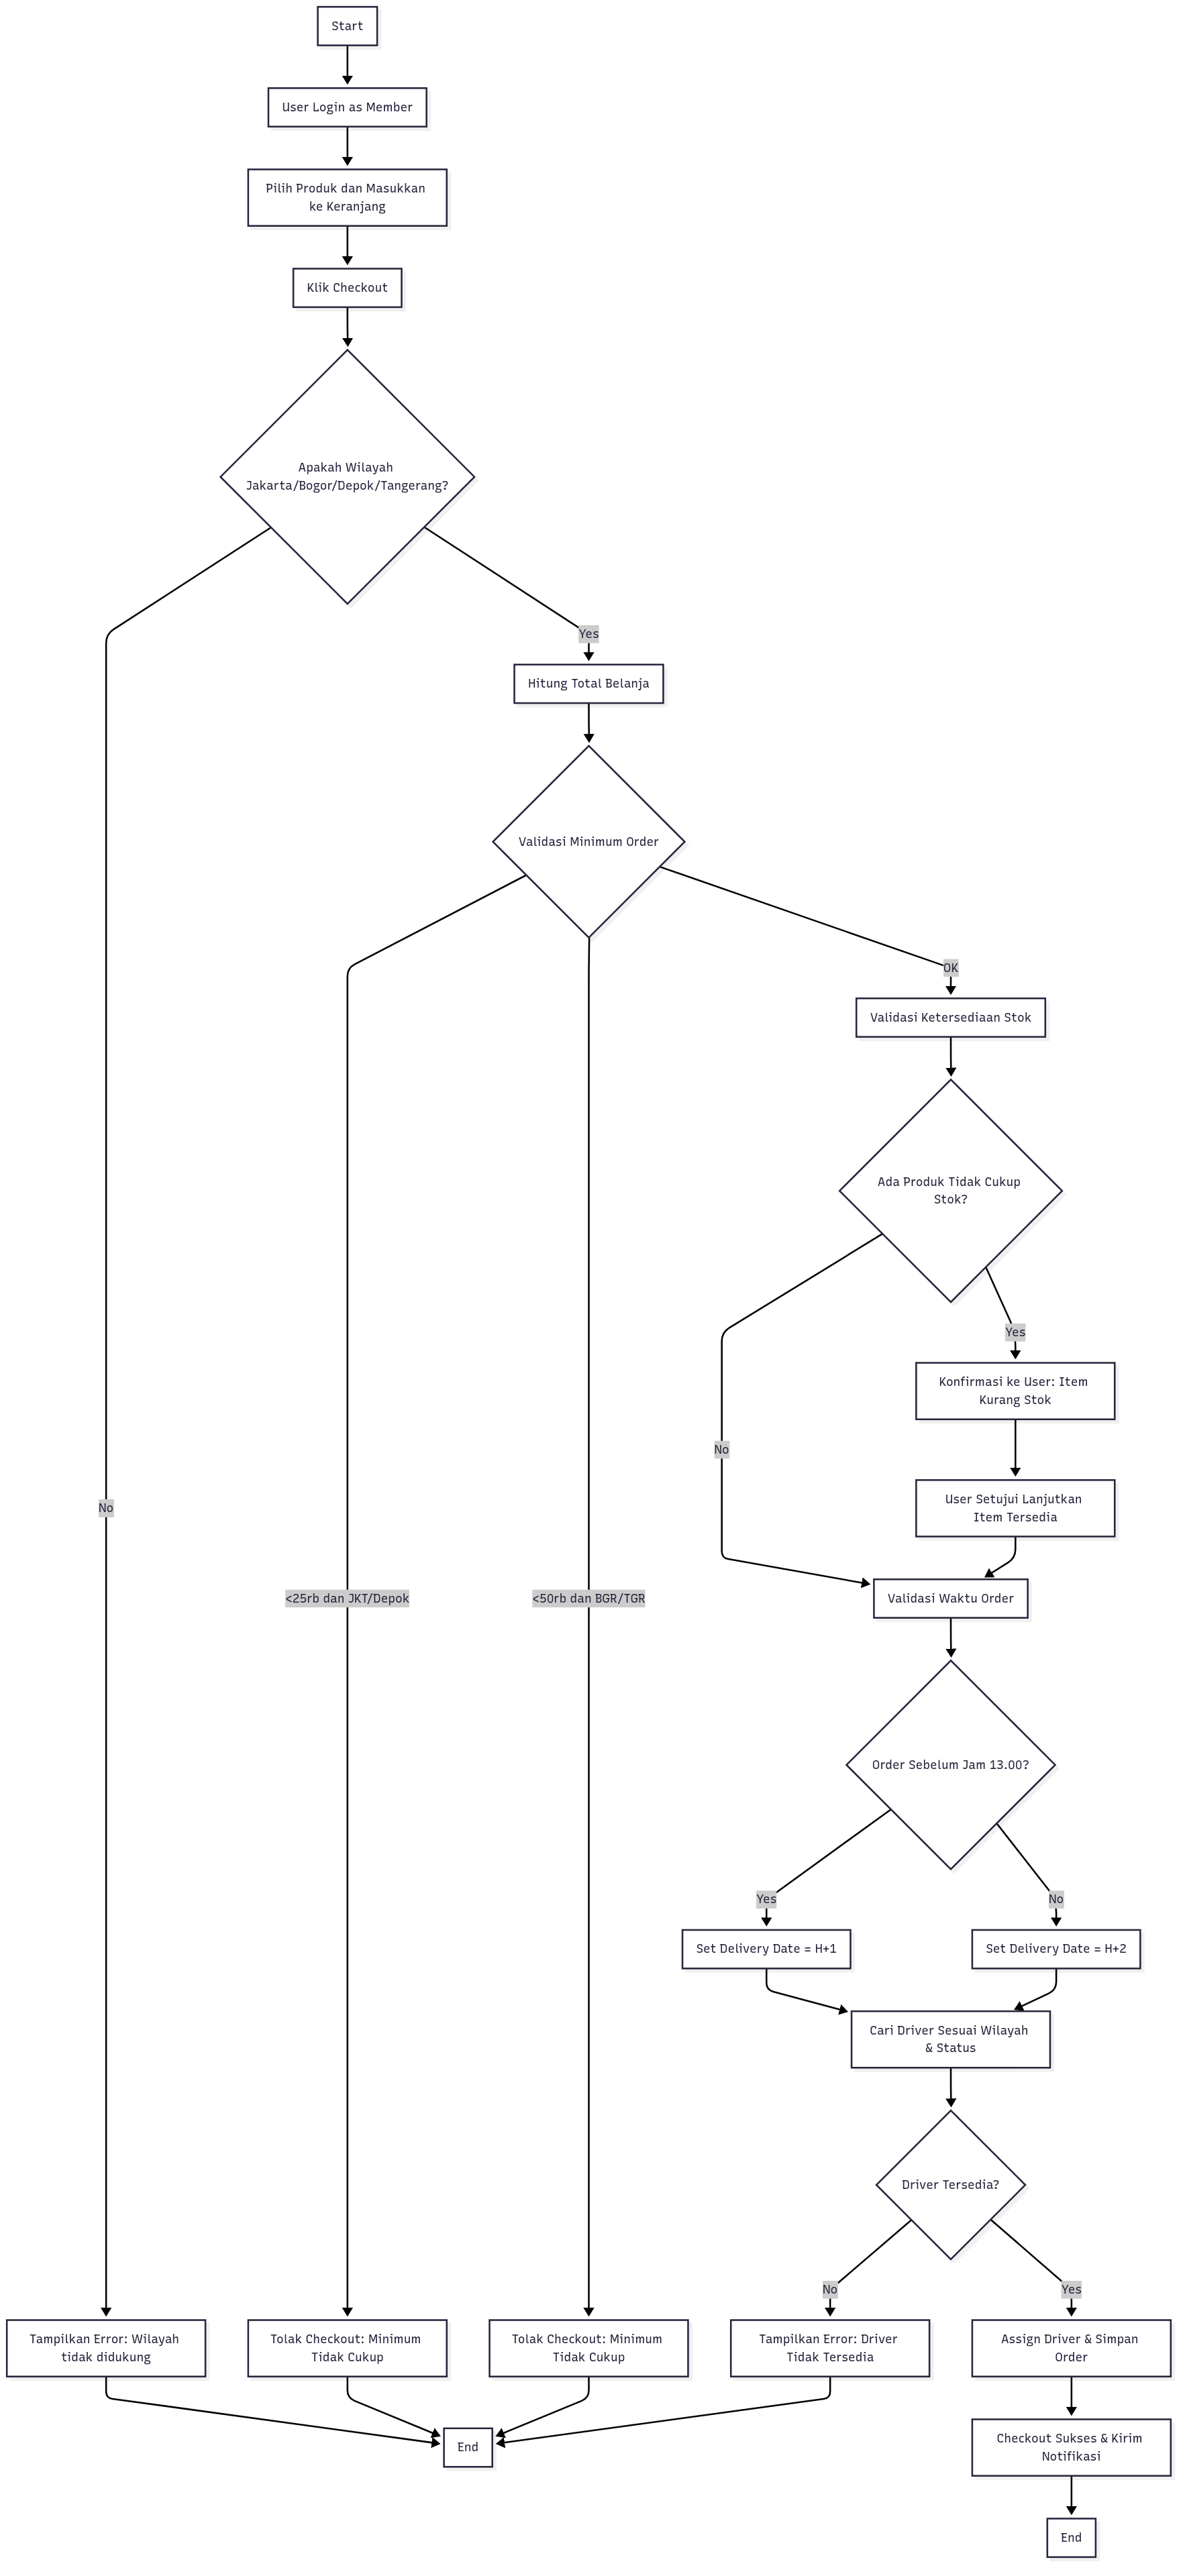 Start
User Login as Member
Pilih Produk dan Masukkan
ke Keranjang
Klik Checkout
Apakah Wilayah
Jakarta/Bogor/Depok/Tangerang?
Yes
Hitung Total Belanja
Validasi Minimum Order
OK
Validasi Ketersediaan Stok
Ada Produk Tidak Cukup
Stok?
Yes
Konfirmasi ke User: Item
Kurang Stok
No
No
User Setujui Lanjutkan
Item Tersedia
<25rb dan JKT/Depok
<50rb dan BGR/TGR
Validasi Waktu Order
Order Sebelum Jam 13.00?
Yes
No
Set Delivery Date = H+1
Set Delivery Date = H+2
Cari Driver Sesuai Wilayah
& Status
Driver Tersedia?
No
Yes
Tampilkan Error: Wilayah
tidak didukung
Tolak Checkout: Minimum
Tidak Cukup
Tolak Checkout: Minimum
Tidak Cukup
Tampilkan Error: Driver
Tidak Tersedia
Assign Driver & Simpan
Order
End
Checkout Sukses & Kirim
Notifikasi
End